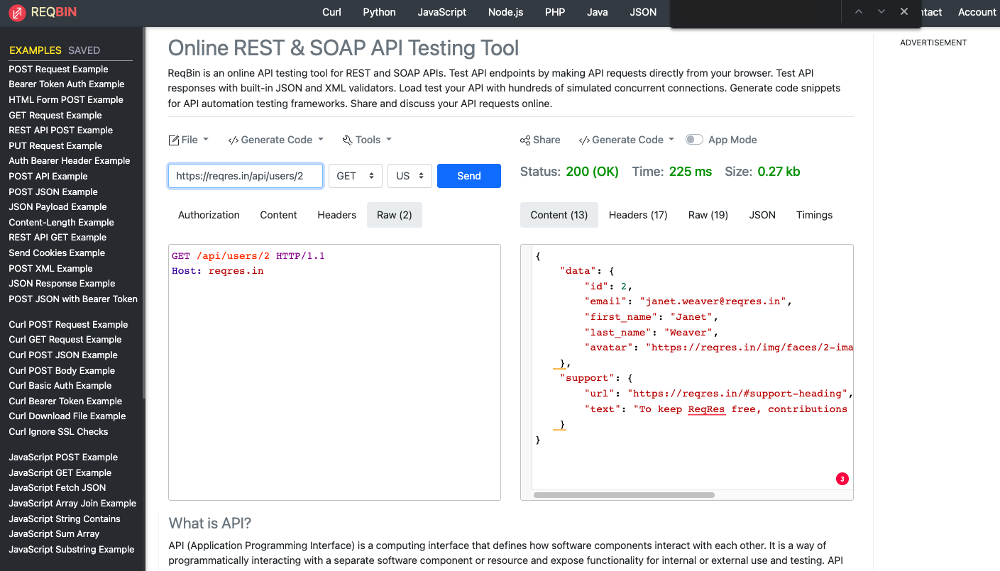 REQBIN
Curl Python JavaScript Node.js PHP Java JSON ntact Account
EXAMPLES SAVED
POST Request Example
Bearer Token Auth Example
HTML Form POST Example
GET Request Example
REST API POST Example
PUT Request Example
Auth Bearer Header Example
POST API Example
POST JSON Example
JSON Payload Example
Content-Length Example
REST API GET Example
Send Cookies Example
POST XML Example
JSON Response Example
POST JSON with Bearer Token
Curl POST Request Example
Curl GET Request Example
Curl POST JSON Example
Curl POST Body Example
Curl Basic Auth Example
Curl Bearer Token Example
Curl Download File Example
Curl Ignore SSL Checks
JavaScript POST Example
JavaScript GET Example
JavaScript Fetch JSON
JavaScript Array Join Example
JavaScript String Contains
JavaScript Sum Array
JavaScript Substring Example
Online REST & SOAP API Testing Tool
ReqBin is an online API testing tool for REST and SOAP APIs. Test API endpoints by making API requests directly from your browser. Test API
responses with built-in JSON and XML validators. Load test your API with hundreds of simulated concurrent connections. Generate code snippets
for API automation testing frameworks. Share and discuss your API requests online.
File </> Generate Code Tools
https://reqres.in/api/users/2 GET US Send
Authorization Content Headers Raw (2)
GET /api/users/2 HTTP/1.1
Host: reqres.in
Share </> Generate Code App Mode
Status: 200 (OK) Time: 225 ms Size: 0.27 kb
Content (13) Headers (17) Raw (19) JSON Timings
{
"data": {
"id": 2,
"email": "janet.weaver@reqres.in",
"first_name": "Janet",
"last_name": "Weaver",
"avatar": "https://reqres.in/img/faces/2-ima
},
"support": {
"url": "https://reqres.in/#support-heading",
"text": "To keep ReqRes free, contributions
}
}
3
What is API?
API (Application Programming Interface) is a computing interface that defines how software components interact with each other. It is a way of
programmatically interacting with a separate software component or resource and expose functionality for internal or external use and testing. API
ADVERTISEMENT